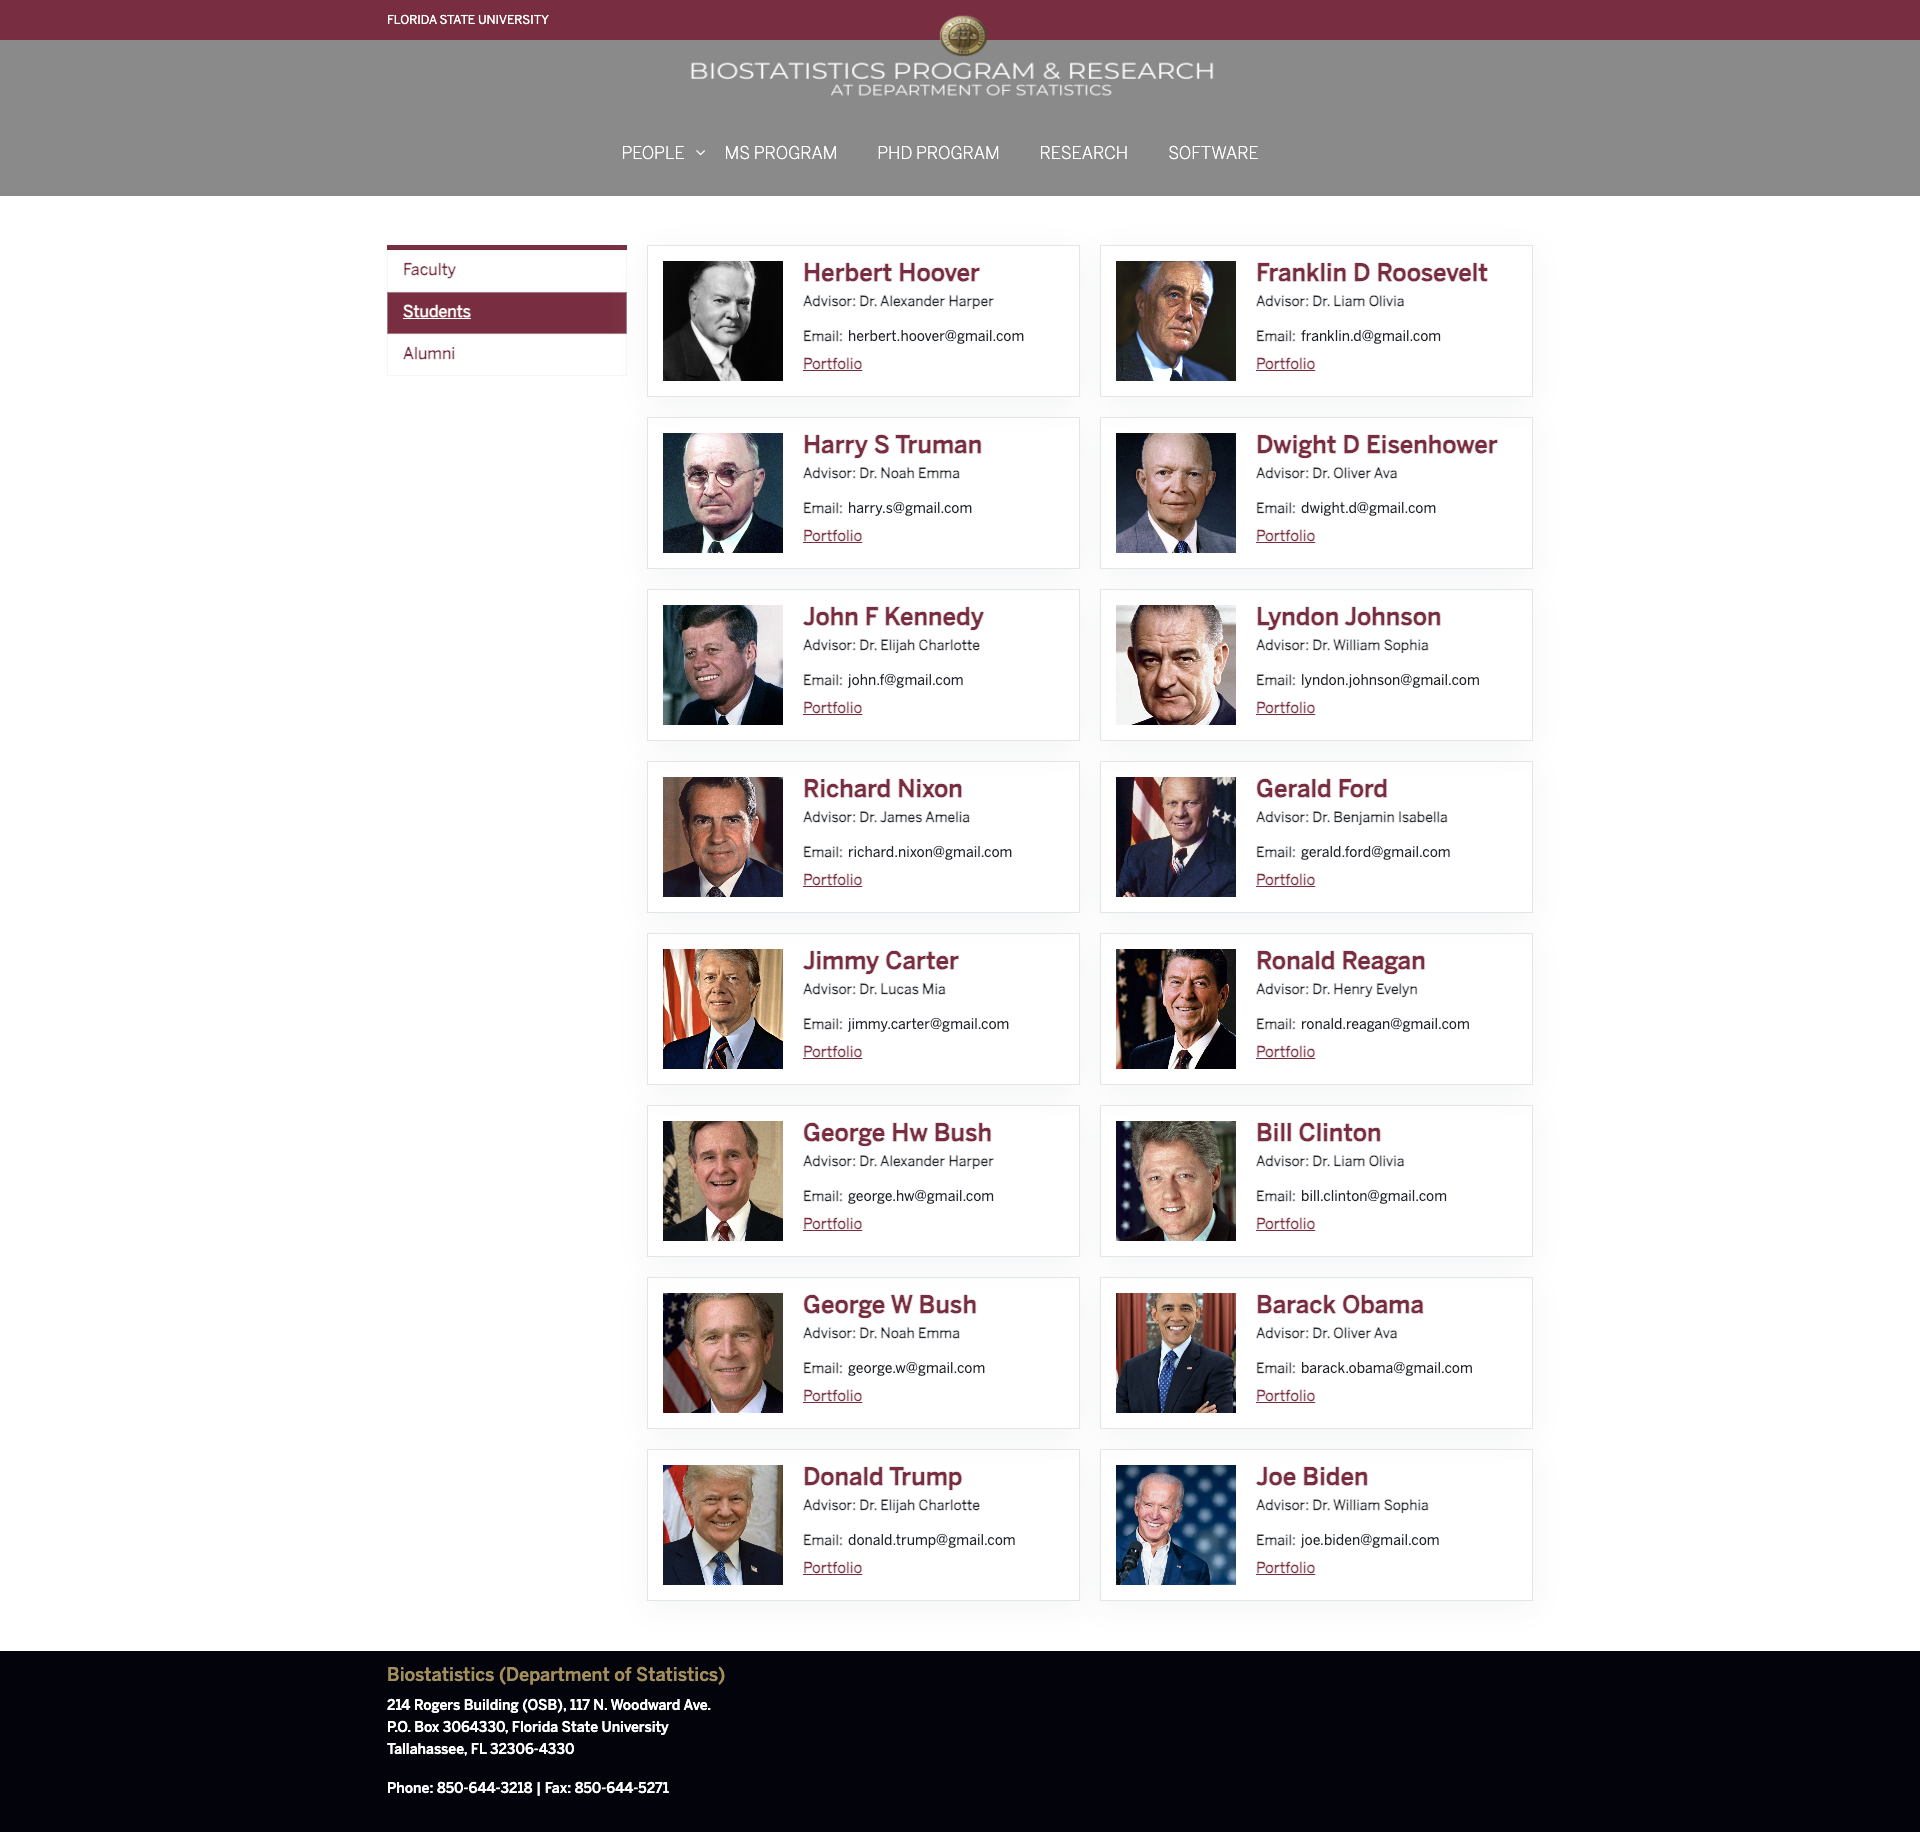 FLORIDA STATE UNIVERSITY
BIOSTATISTICS PROGRAM & RESEARCH
AT DEPARTMENT OF STATISTICS
PEOPLE MS PROGRAM PHD PROGRAM RESEARCH SOFTWARE
Faculty
Students
Alumni
Herbert Hoover
Advisor: Dr. Alexander Harper
Email: herbert.hoover@gmail.com
Portfolio
Franklin D Roosevelt
Advisor: Dr. Liam Olivia
Email: franklin.d@gmail.com
Portfolio
Harry S Truman
Advisor: Dr. Noah Emma
Email: harry.s@gmail.com
Portfolio
Dwight D Eisenhower
Advisor: Dr. Oliver Ava
Email: dwight.d@gmail.com
Portfolio
John F Kennedy
Advisor: Dr. Elijah Charlotte
Email: john.f@gmail.com
Portfolio
Lyndon Johnson
Advisor: Dr. William Sophia
Email: lyndon.johnson@gmail.com
Portfolio
Richard Nixon
Advisor: Dr. James Amelia
Email: richard.nixon@gmail.com
Portfolio
Gerald Ford
Advisor: Dr. Benjamin Isabella
Email: gerald.ford@gmail.com
Portfolio
Jimmy Carter
Advisor: Dr. Lucas Mia
Email: jimmy.carter@gmail.com
Portfolio
Ronald Reagan
Advisor: Dr. Henry Evelyn
Email: ronald.reagan@gmail.com
Portfolio
George Hw Bush
Advisor: Dr. Alexander Harper
Email: george.hw@gmail.com
Portfolio
Bill Clinton
Advisor: Dr. Liam Olivia
Email: bill.clinton@gmail.com
Portfolio
George W Bush
Advisor: Dr. Noah Emma
Email: george.w@gmail.com
Portfolio
Barack Obama
Advisor: Dr. Oliver Ava
Email: barack.obama@gmail.com
Portfolio
Donald Trump
Advisor: Dr. Elijah Charlotte
Email: donald.trump@gmail.com
Portfolio
Joe Biden
Advisor: Dr. William Sophia
Email: joe.biden@gmail.com
Portfolio
Biostatistics (Department of Statistics)
214 Rogers Building (OSB), 117 N. Woodward Ave.
P.O. Box 3064330, Florida State University
Tallahassee, FL 32306-4330
Phone: 850-644-3218 | Fax: 850-644-5271